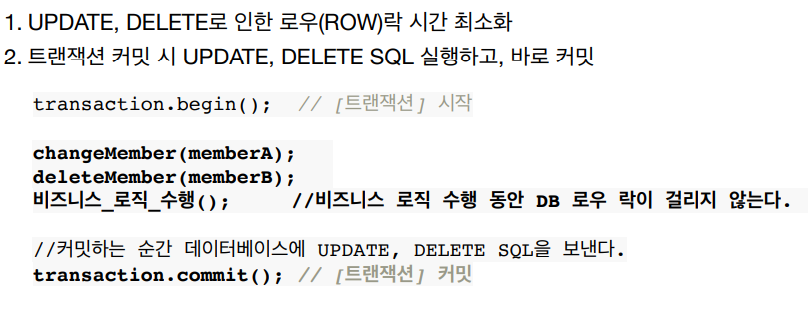 1. UPDATE, DELETE로 인한 로우(ROW)락 시간 최소화
2. 트랜잭션 커밋 시 UPDATE, DELETE SQL 실행하고, 바로 커밋
transaction.begin(); // [트랜잭션] 시작
changeMember(memberA);
deleteMember(memberB);
비즈니스_로직_수행(); //비즈니스 로직 수행 동안 DB 로우 락이 걸리지 않는다.
//커밋하는 순간 데이터베이스에 UPDATE, DELETE SQL을 보낸다.
transaction.commit(); // [트랜잭션] 커밋